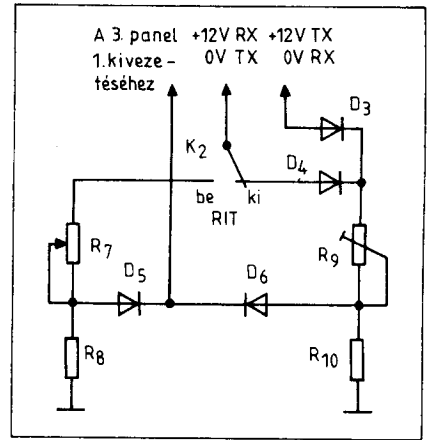 A 3. panel +12V RX +12V TX
1.kiveze- 0V TX 0V RX
téséhez
D3
K2
D4
be ki
RIT
R7
R9
D5 D6
R8
R10